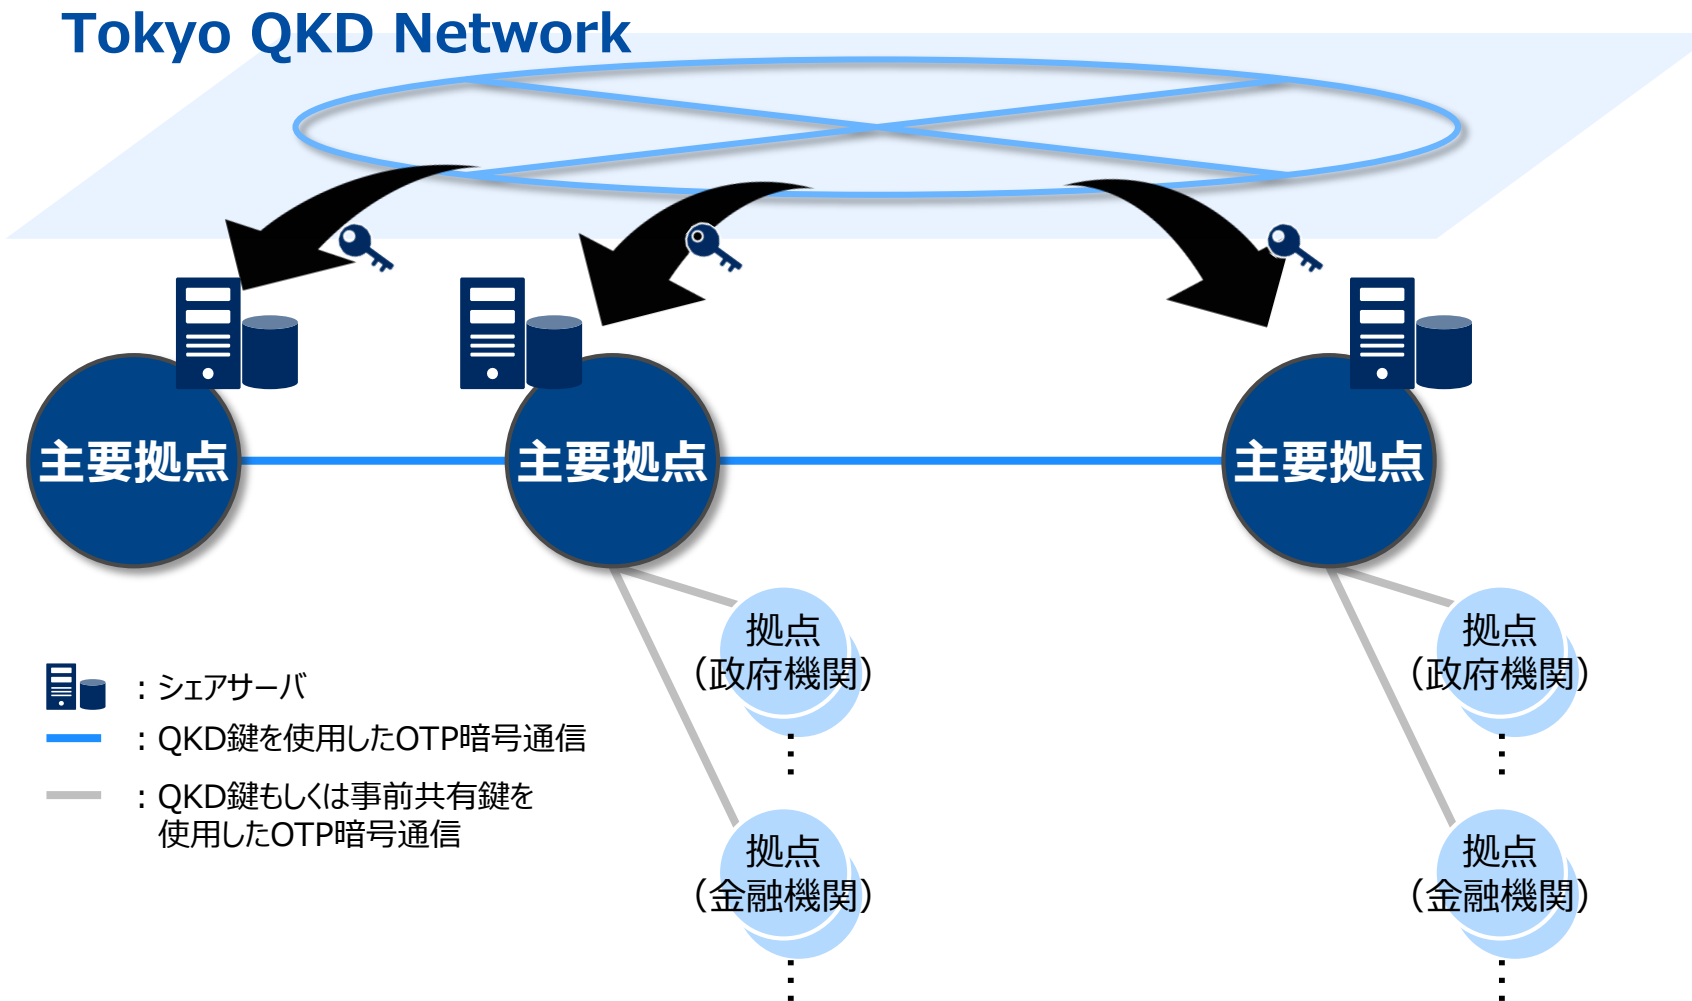 Tokyo QKD Network
主要拠点
主要拠点
主要拠点
拠点
（政府機関）
拠点
（政府機関）
：シェアサーバ
：QKD鍵を使用したOTP暗号通信
：QKD鍵もしくは事前共有鍵を
使用したOTP暗号通信
拠点
（金融機関）
拠点
（金融機関）